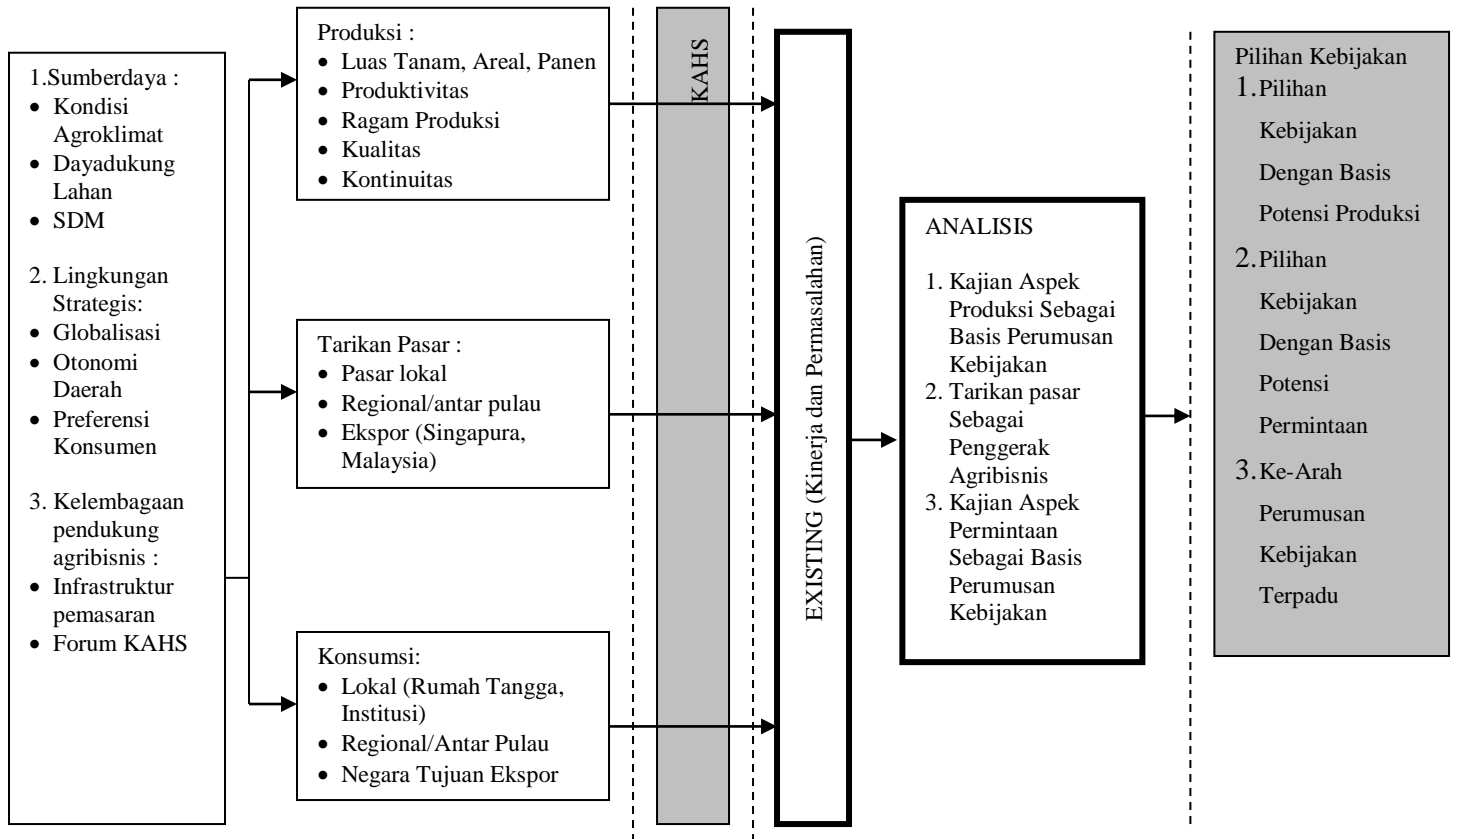 1.Sumberdaya :
• Kondisi
Agroklimat
• Dayadukung
Lahan
• SDM
2. Lingkungan
Strategis:
• Globalisasi
• Otonomi
Daerah
• Preferensi
Konsumen
3. Kelembagaan
pendukung
agribisnis :
• Infrastruktur
pemasaran
• Forum KAHS
Produksi :
• Luas Tanam, Areal, Panen
• Produktivitas
• Ragam Produksi
• Kualitas
• Kontinuitas
Tarikan Pasar :
• Pasar lokal
• Regional/antar pulau
• Ekspor (Singapura,
Malaysia)
Konsumsi:
• Lokal (Rumah Tangga,
Institusi)
• Regional/Antar Pulau
• Negara Tujuan Ekspor
KAHS
EXISTING (Kinerja dan Permasalahan)
ANALISIS
1. Kajian Aspek
Produksi Sebagai
Basis Perumusan
Kebijakan
2. Tarikan pasar
Sebagai
Penggerak
Agribisnis
3. Kajian Aspek
Permintaan
Sebagai Basis
Perumusan
Kebijakan
Pilihan Kebijakan
1.Pilihan
Kebijakan
Dengan Basis
Potensi Produksi
2.Pilihan
Kebijakan
Dengan Basis
Potensi
Permintaan
3.Ke-Arah
Perumusan
Kebijakan
Terpadu